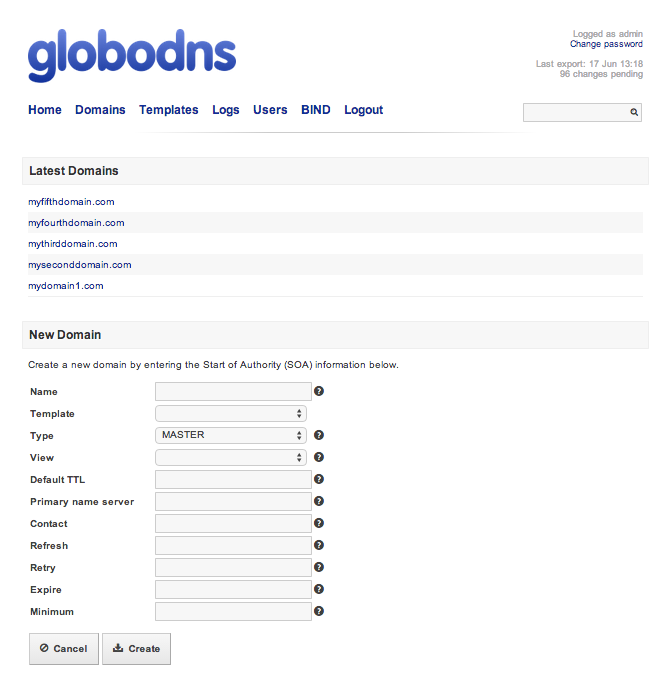 globodns
Logged as admin
Change password
Last export: 17 Jun 13:18
96 changes pending
Home Domains Templates Logs Users BIND Logout
Latest Domains
myfifthdomain.com
myfourthdomain.com
mythirddomain.com
myseconddomain.com
mydomain1.com
New Domain
Create a new domain by entering the Start of Authority (SOA) information below.
Name ?
Template
Type MASTER ?
View ?
Default TTL ?
Primary name server ?
Contact ?
Refresh ?
Retry ?
Expire ?
Minimum ?
Cancel Create